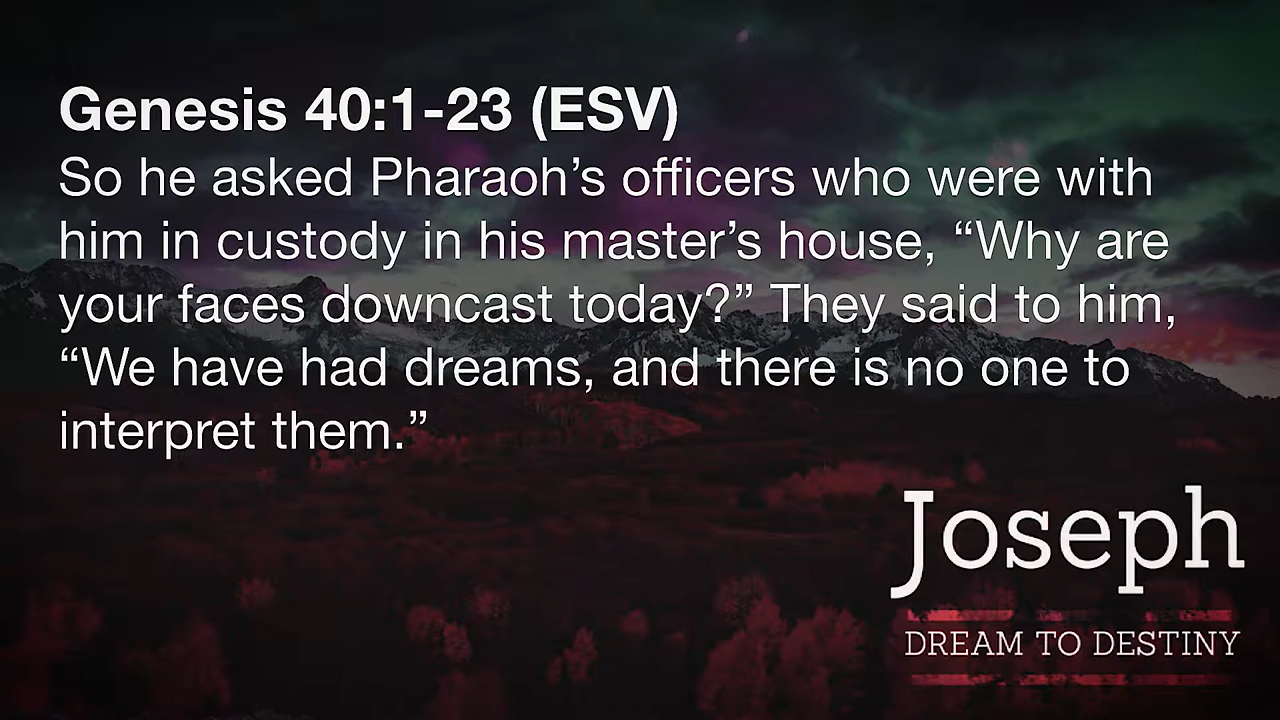 Genesis 40:1-23 (ESV)
So he asked Pharaoh’s officers who were with
him in custody in his master’s house, “Why are
your faces downcast today?” They said to him,
“We have had dreams, and there is no one to
interpret them.”
Joseph
DREAM TO DESTINY